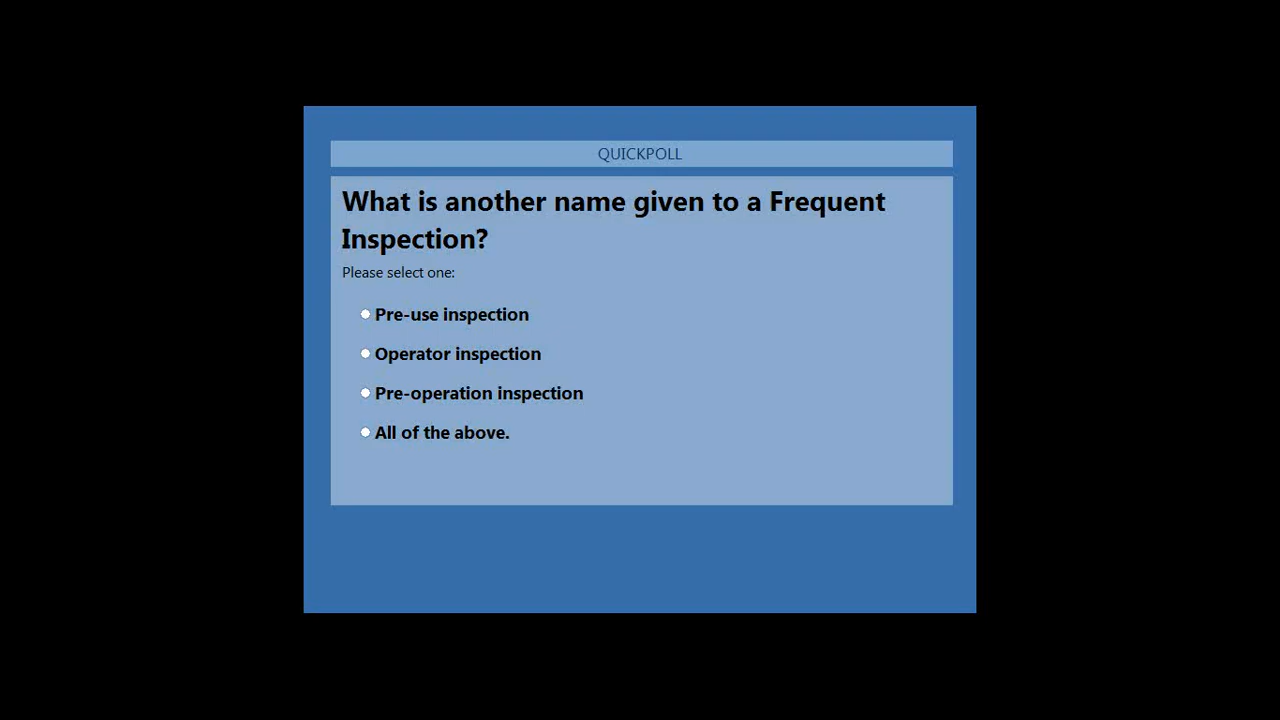 QUICKPOLL
What is another name given to a Frequent
Inspection?
Please select one:
Pre-use inspection
Operator inspection
Pre-operation inspection
All of the above.